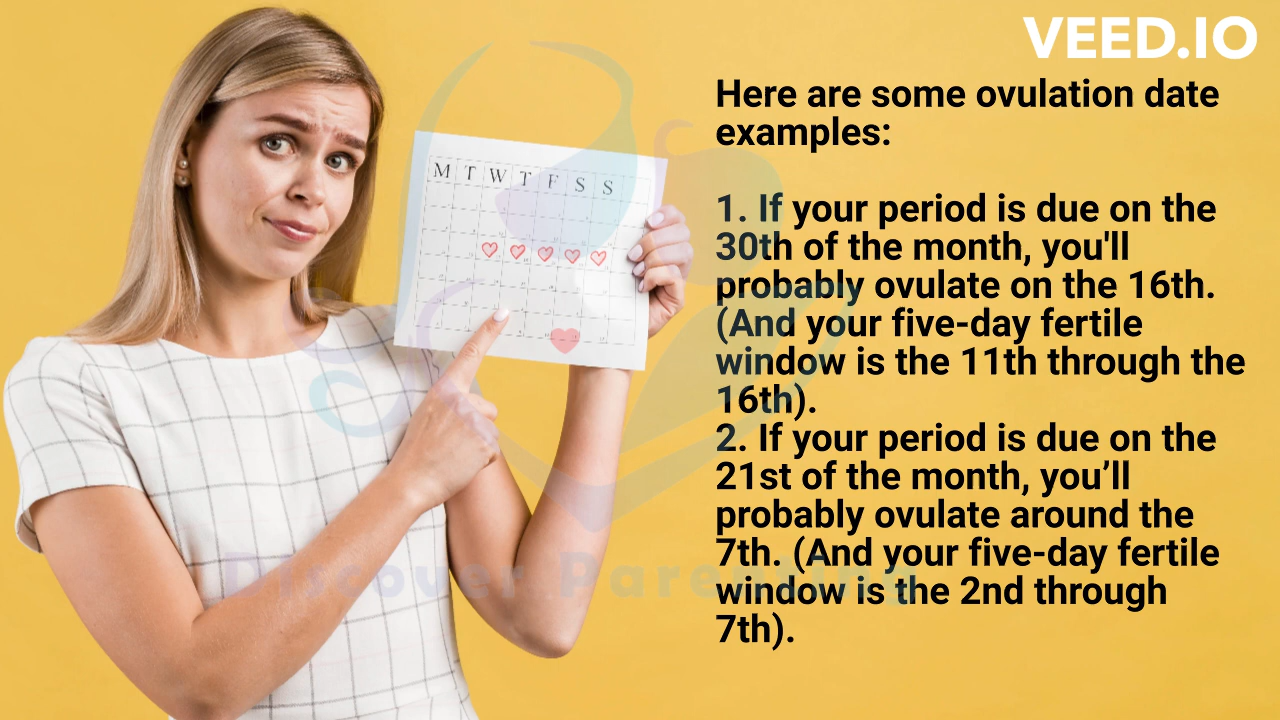 VEED.IO
Here are some ovulation date
examples:
1. If your period is due on the
30th of the month, you'll
probably ovulate on the 16th.
(And your five-day fertile
window is the 11th through the
16th).
2. If your period is due on the
21st of the month, you’ll
probably ovulate around the
7th. (And your five-day fertile
window is the 2nd through
7th).
M T W T F S S
Discover Parenting